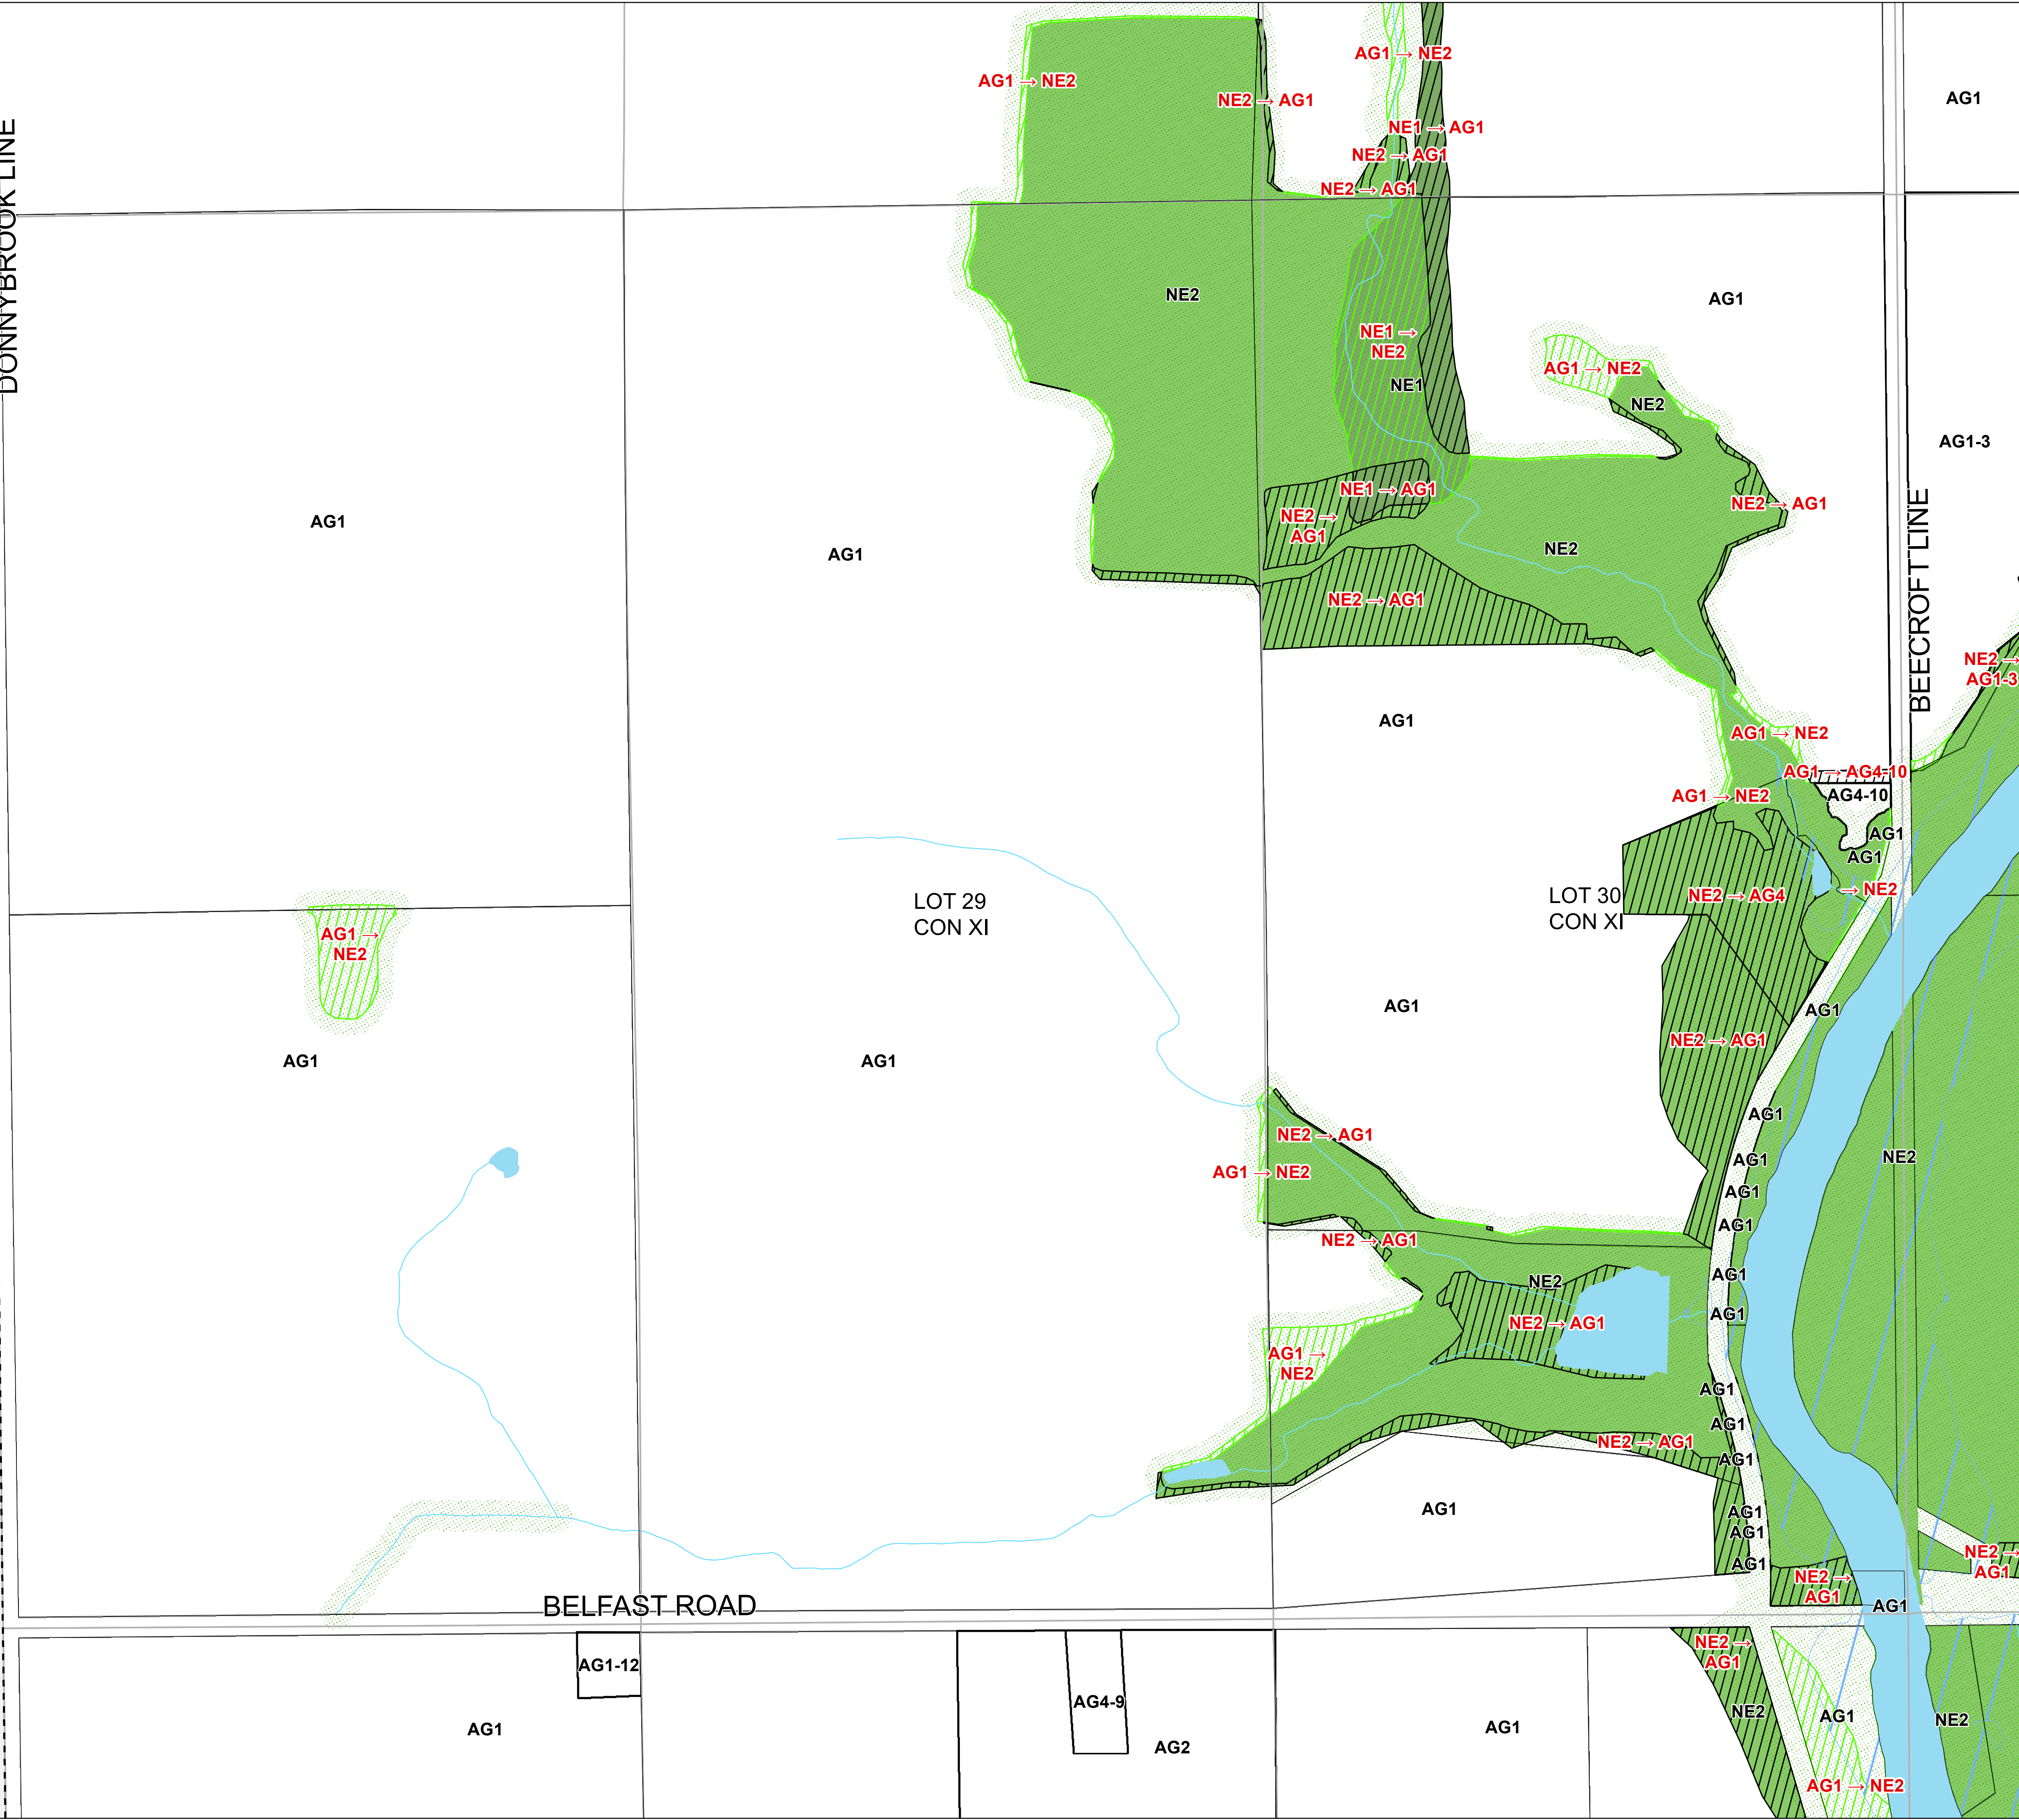 AG1 → NE2
AG1 → NE2
NE2 → AG1
AG1
NE1 → AG1
NE2 → AG1
NE2 → AG1
DONNYBROOK LINE
NE2
AG1
NE1 →
NE2
NE1
AG1 → NE2
NE2
AG1-3
NE1 → AG1
NE2 →
AG1
NE2 → AG1
AG1
AG1
NE2
NE2 → AG1
BEECROFT LINE
NE2 →
AG1-3
AG1
AG1 → NE2
AG1 → AG4-10
AG1 → NE2
AG4-10
AG1
AG1
→ NE2
NE2 → AG4
LOT 29
CON XI
LOT 30
CON XI
AG1 →
NE2
AG1
AG1
AG1
AG1
NE2 → AG1
AG1
NE2 → AG1
NE2
AG1
AG1 → NE2
AG1
AG1
NE2 → AG1
AG1
NE2
AG1
NE2 → AG1
AG1 →
NE2
AG1
AG1
NE2 → AG1
AG1
AG1
AG1
AG1
AG1
NE2 →
AG1
NE2 →
AG1
BELFAST ROAD
AG1
NE2 →
AG1
AG1-12
AG4-9
NE2
AG1
NE2
AG1
AG2
AG1
AG1 → NE2